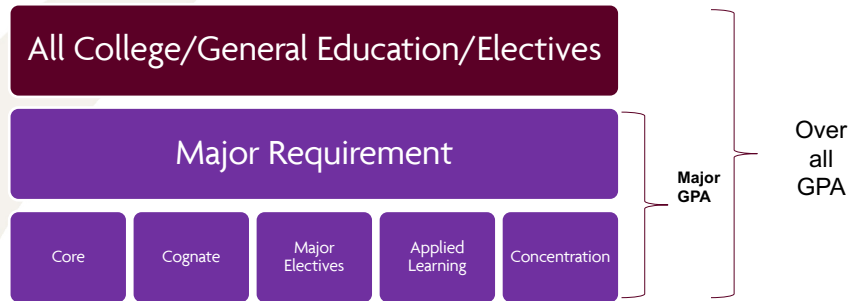 All College/General Education/Electives
Major Requirement
Major
GPA
Over
all
GPA
Core
Cognate
Major
Electives
Applied
Learning
Concentration